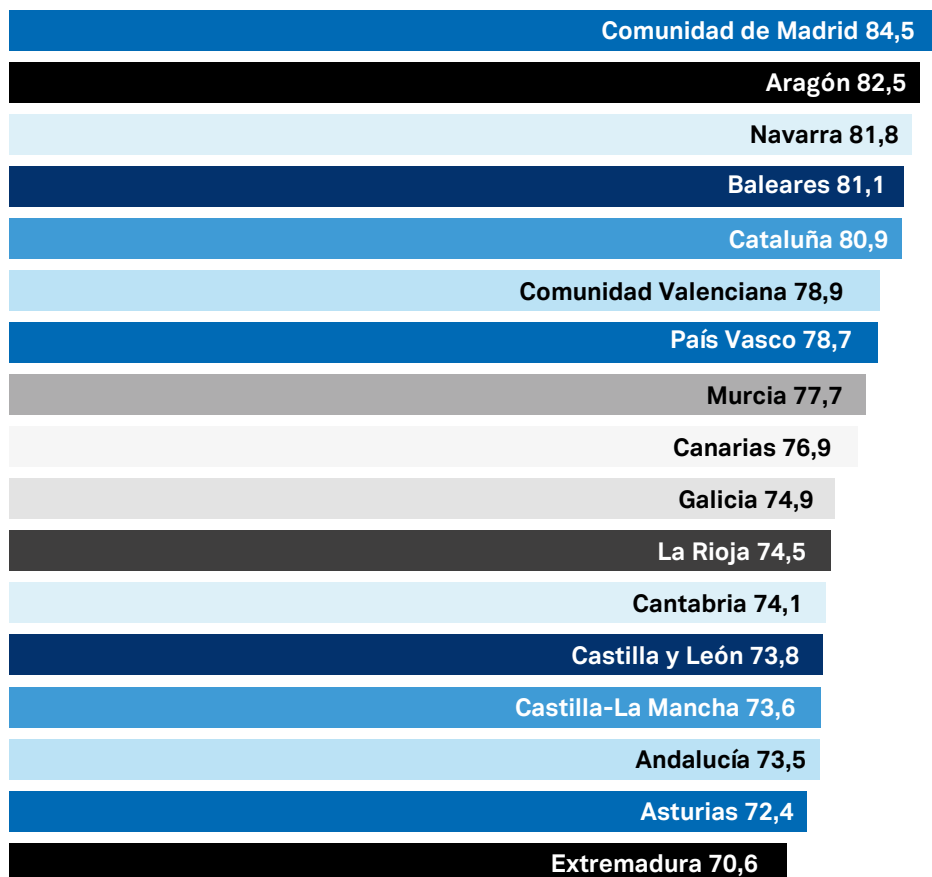 Comunidad de Madrid 84,5
Aragón 82,5
Navarra 81,8
Baleares 81,1
Cataluña 80,9
Comunidad Valenciana 78,9
País Vasco 78,7
Murcia 77,7
Canarias 76,9
Galicia 74,9
La Rioja 74,5
Cantabria 74,1
Castilla y León 73,8
Castilla-La Mancha 73,6
Andalucía 73,5
Asturias 72,4
Extremadura 70,6